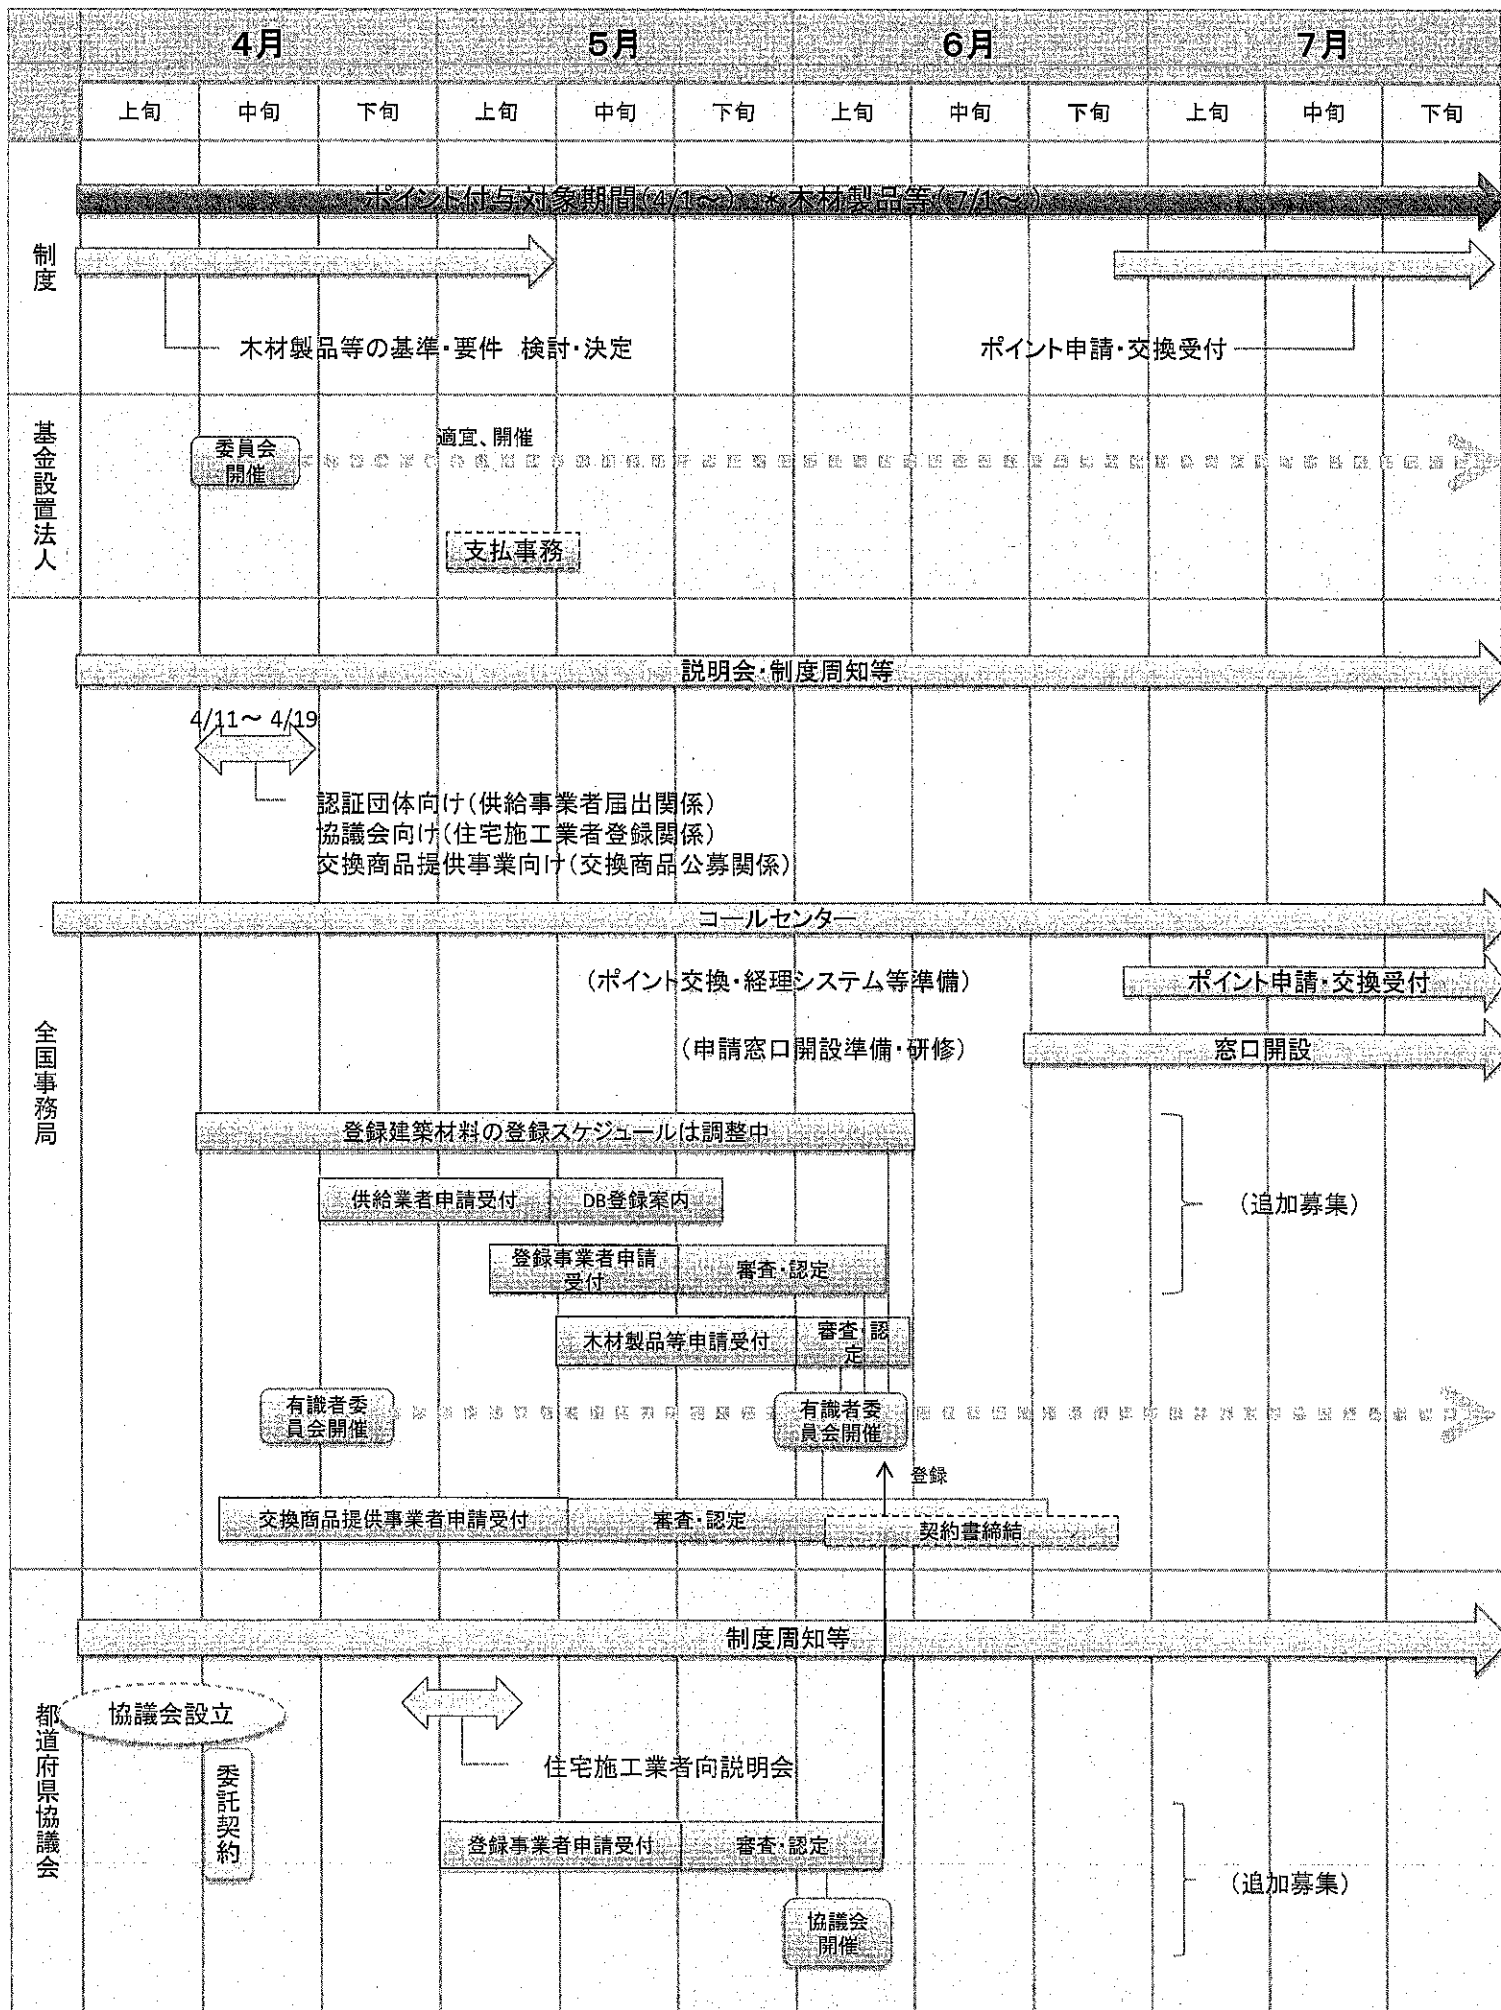 4月 5月 6月 7月
上旬 中旬 下旬 上旬 中旬 下旬 上旬 中旬 下旬 上旬 中旬 下旬
制度
ポイント付与対象期間(4/1～) ＊木材製品等(7/1～)
木材製品等の基準・要件 検討・決定
ポイント申請・交換受付
基金設置法人
委員会
開催
適宜、開催
支払事務
全国事務局
説明会・制度周知等
4/11～4/19
認証団体向け(供給事業者届出関係)
協議会向け(住宅施工業者登録関係)
交換商品提供事業向け(交換商品公募関係)
コールセンター
(ポイント交換・経理システム等準備)
ポイント申請・交換受付
(申請窓口開設準備・研修)
窓口開設
登録建築材料の登録スケジュールは調整中
供給業者申請受付
DB登録案内
(追加募集)
登録事業者申請
受付
審査・認定
木材製品等申請受付
審査・認
定
有識者委
員会開催
有識者委
員会開催
登録
交換商品提供事業者申請受付
審査・認定
契約書締結
都道府県協議会
制度周知等
協議会設立
委託契約
住宅施工業者向説明会
登録事業者申請受付
審査・認定
(追加募集)
協議会
開催